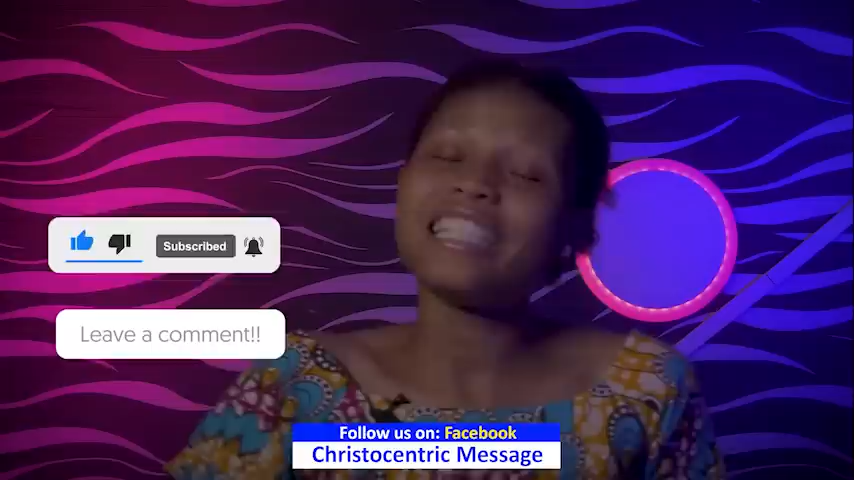 Subscribed
Leave a comment!!
Follow us on: Facebook
Christocentric Message